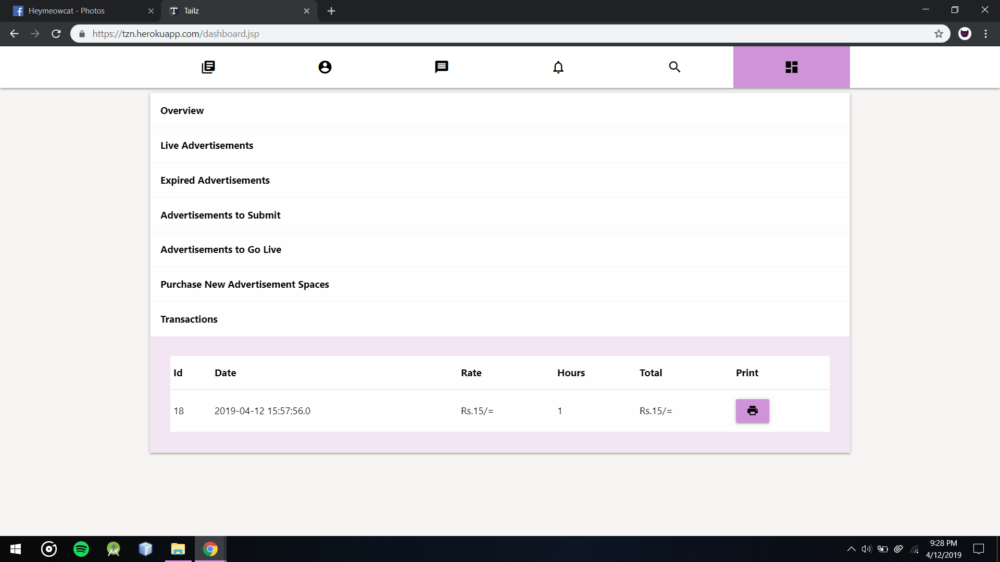 Heymeowcat - Photos
Tailz
https://tzn.herokuapp.com/dashboard.jsp
Overview
Live Advertisements
Expired Advertisements
Advertisements to Submit
Advertisements to Go Live
Purchase New Advertisement Spaces
Transactions
Id Date Rate Hours Total Print
18 2019-04-12 15:57:56.0 Rs.15/= 1 Rs.15/=
9:28 PM
4/12/2019